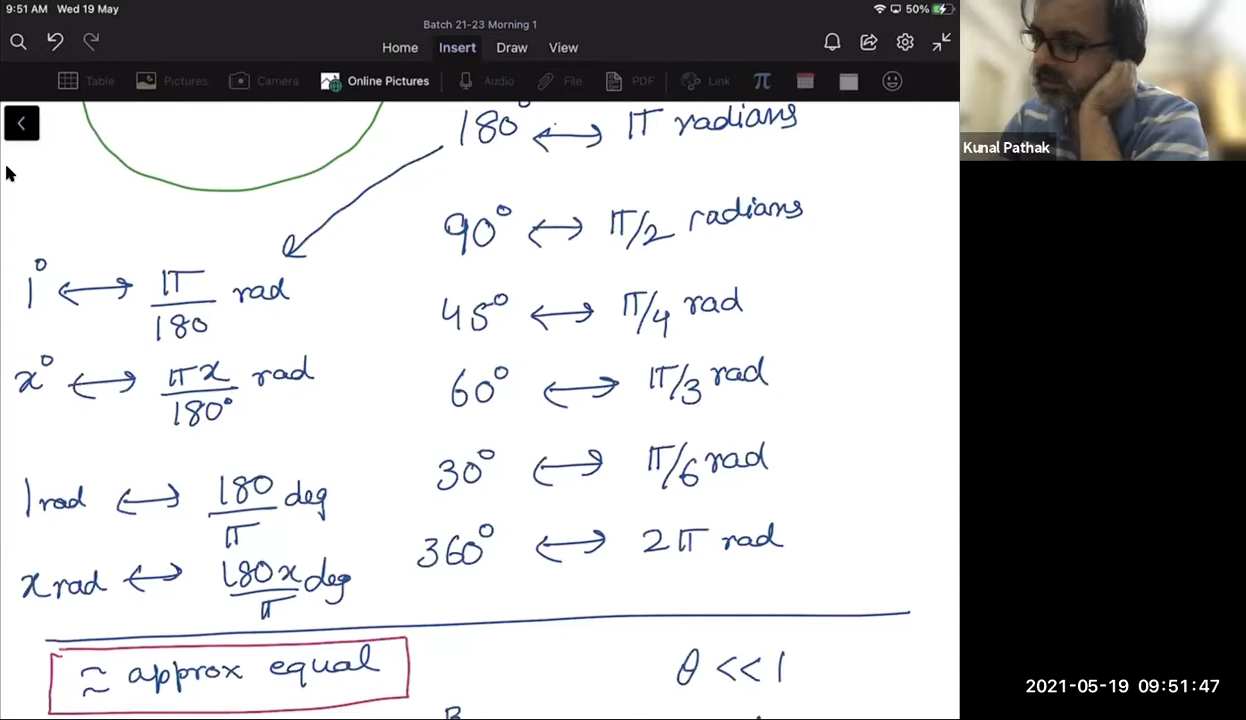 9:51 AM Wed 19 May
50%
Batch 21-23 Morning 1
Home Insert Draw View
Table Pictures Camera Online Pictures Audio File PDF Link
Kunal Pathak
180° ↔ π radians
90° ↔ π/2 radians
45° ↔ π/4 rad
60° ↔ π/3 rad
30° ↔ π/6 rad
360° ↔ 2π rad
1° ↔ π/180 rad
x° ↔ πx/180° rad
1 rad ↔ 180/π deg
x rad ↔ 180x/π deg
≈ approx equal
θ << 1
B
2021-05-19 09:51:47